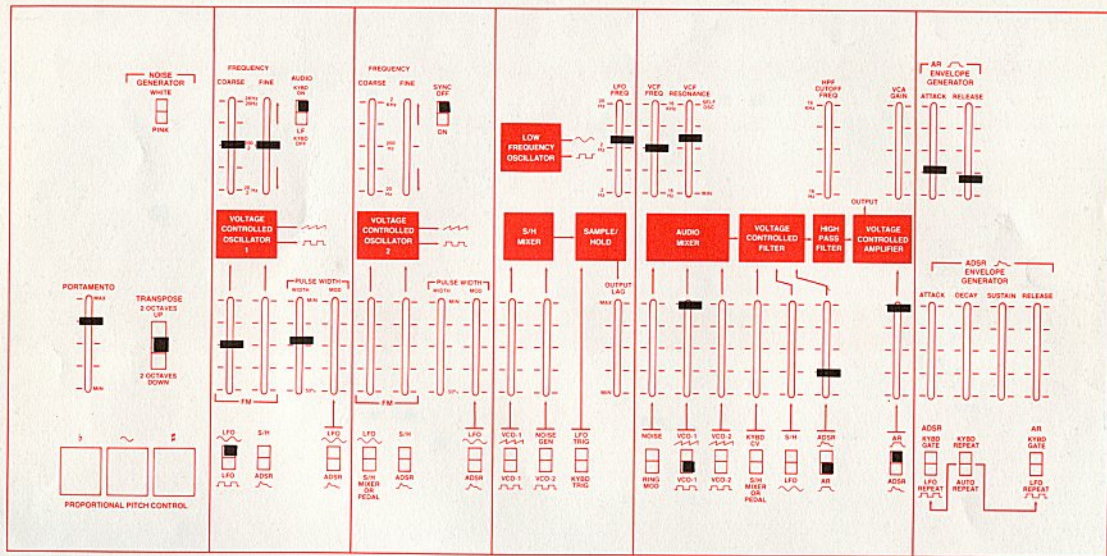 NOISE
GENERATOR
WHITE
PINK
PORTAMENTO
MAX
MIN
TRANSPOSE
2 OCTAVES
UP
2 OCTAVES
DOWN
♭ ~ ♯
PROPORTIONAL PITCH CONTROL
FREQUENCY
COARSE FINE
AUDIO
KYBD
ON
LF
KYBD
OFF
VOLTAGE
CONTROLLED
OSCILLATOR
1
PULSE WIDTH
WIDTH MOD
MIN
50%
FM
LFO
S/H
LFO
LFO
ADSR
ADSR
FREQUENCY
COARSE FINE
SYNC
OFF
ON
VOLTAGE
CONTROLLED
OSCILLATOR
2
PULSE WIDTH
WIDTH MOD
MIN
50%
FM
LFO
S/H
LFO
S/H
MIXER
OR
PEDAL
ADSR
ADSR
LFO
FREQ
LOW
FREQUENCY
OSCILLATOR
S/H
MIXER
SAMPLE/
HOLD
OUTPUT
LAG
MAX
MIN
VCO-1
NOISE
GEN
LFO
TRIG
VCO-1
VCO-2
KYBD
TRIG
VCF
FREQ
VCF
RESONANCE
SELF
OSC
MIN
HPF
CUTOFF
FREQ
VCA
GAIN
OUTPUT
AUDIO
MIXER
VOLTAGE
CONTROLLED
FILTER
HIGH
PASS
FILTER
VOLTAGE
CONTROLLED
AMPLIFIER
NOISE
VCO-1
VCO-2
KYBD
CV
S/H
ADSR
AR
RING
MOD
VCO-1
VCO-2
S/H
MIXER
OR
PEDAL
LFO
AR
ADSR
AR
ENVELOPE
GENERATOR
ATTACK RELEASE
ADSR
ENVELOPE
GENERATOR
ATTACK DECAY SUSTAIN RELEASE
ADSR
KYBD
GATE
KYBD
REPEAT
AR
KYBD
GATE
LFO
REPEAT
AUTO
REPEAT
LFO
REPEAT